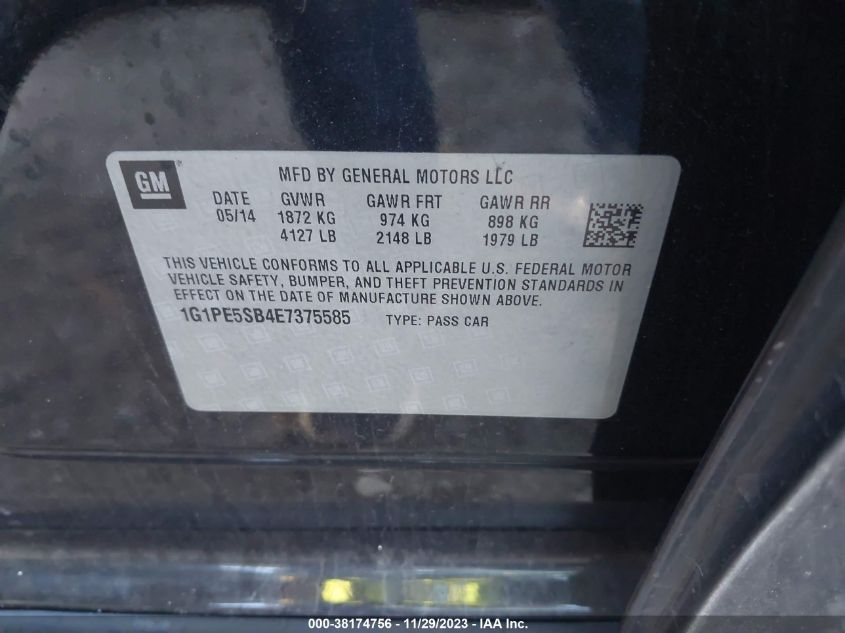 GM
MFD BY GENERAL MOTORS LLC
DATE GVWR GAWR FRT GAWR RR
05/14 1872 KG 974 KG 898 KG
4127 LB 2148 LB 1979 LB
THIS VEHICLE CONFORMS TO ALL APPLICABLE U.S. FEDERAL MOTOR
VEHICLE SAFETY, BUMPER, AND THEFT PREVENTION STANDARDS IN
EFFECT ON THE DATE OF MANUFACTURE SHOWN ABOVE.
1G1PE5SB4E7375585 TYPE: PASS CAR
000-38174756 - 11/29/2023 - IAA Inc.